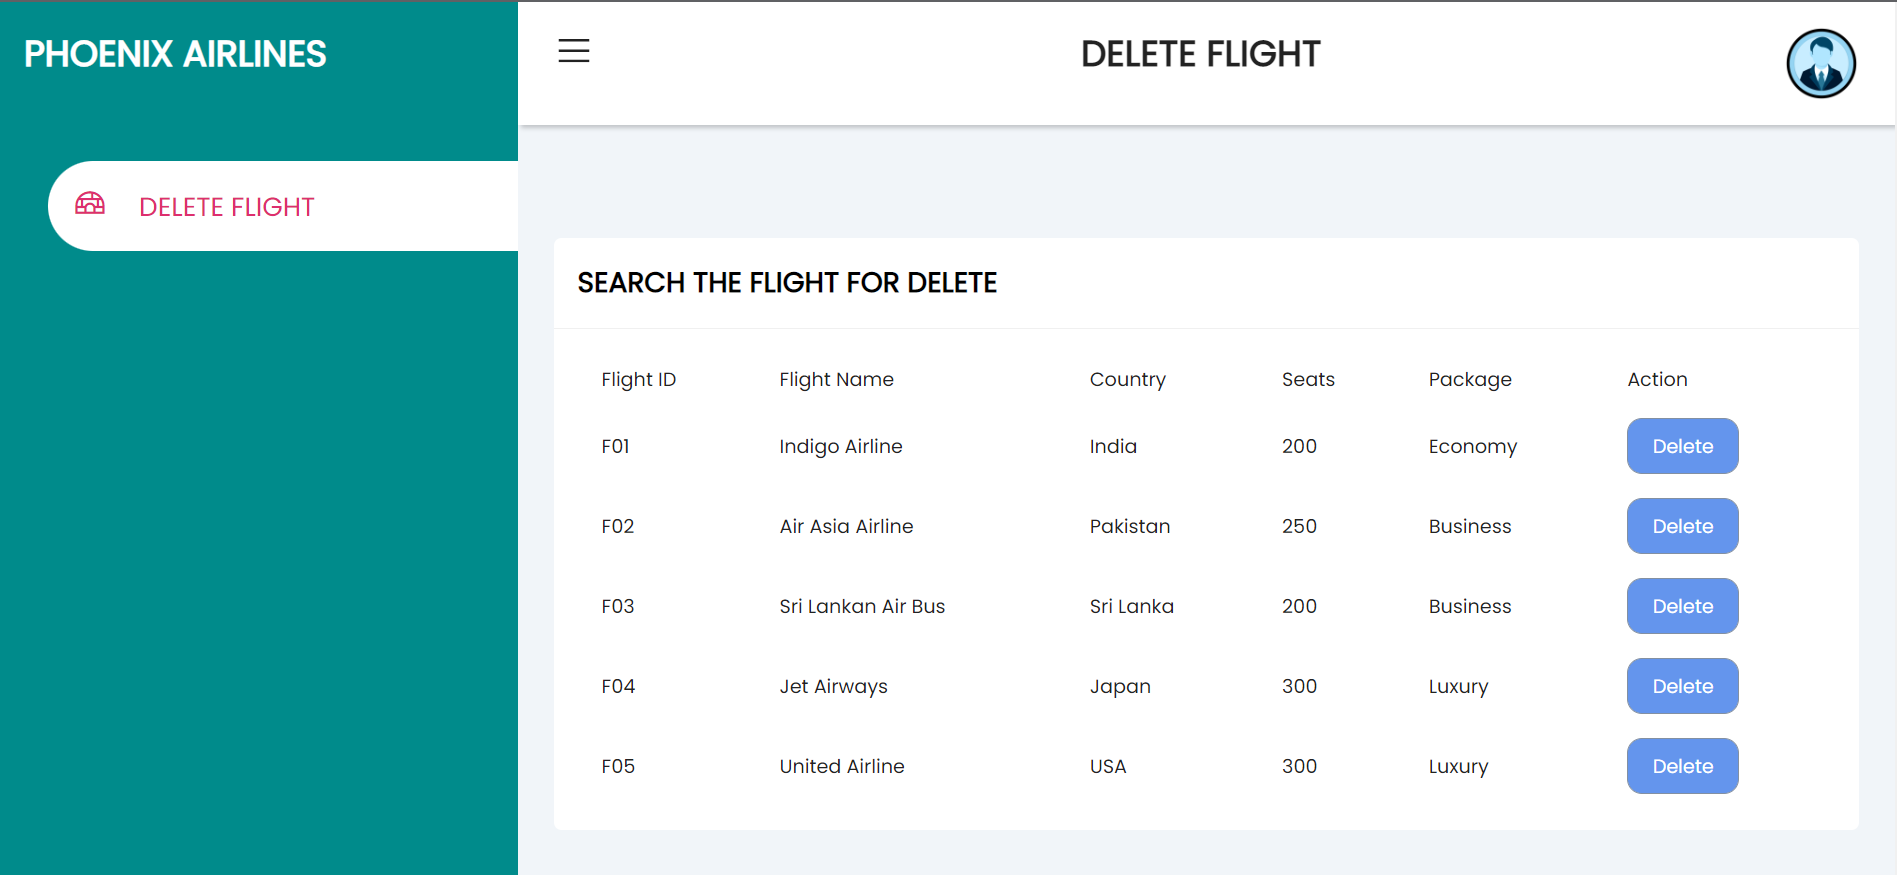 PHOENIX AIRLINES
DELETE FLIGHT
DELETE FLIGHT
SEARCH THE FLIGHT FOR DELETE
Flight ID Flight Name Country Seats Package Action
F01 Indigo Airline India 200 Economy Delete
F02 Air Asia Airline Pakistan 250 Business Delete
F03 Sri Lankan Air Bus Sri Lanka 200 Business Delete
F04 Jet Airways Japan 300 Luxury Delete
F05 United Airline USA 300 Luxury Delete